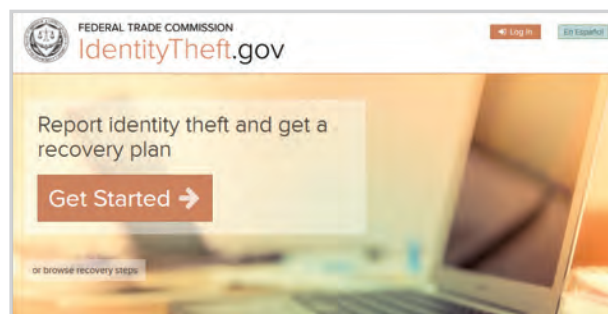 FEDERAL TRADE COMMISSION
IdentityTheft.gov
Log In
En Español
Report identity theft and get a
recovery plan
Get Started
or browse recovery steps